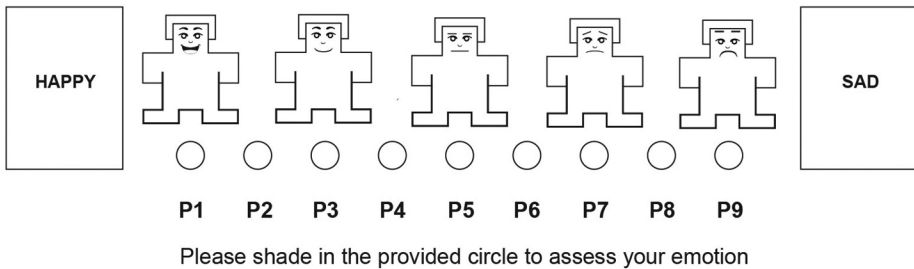 HAPPY
SAD
P1 P2 P3 P4 P5 P6 P7 P8 P9
Please shade in the provided circle to assess your emotion